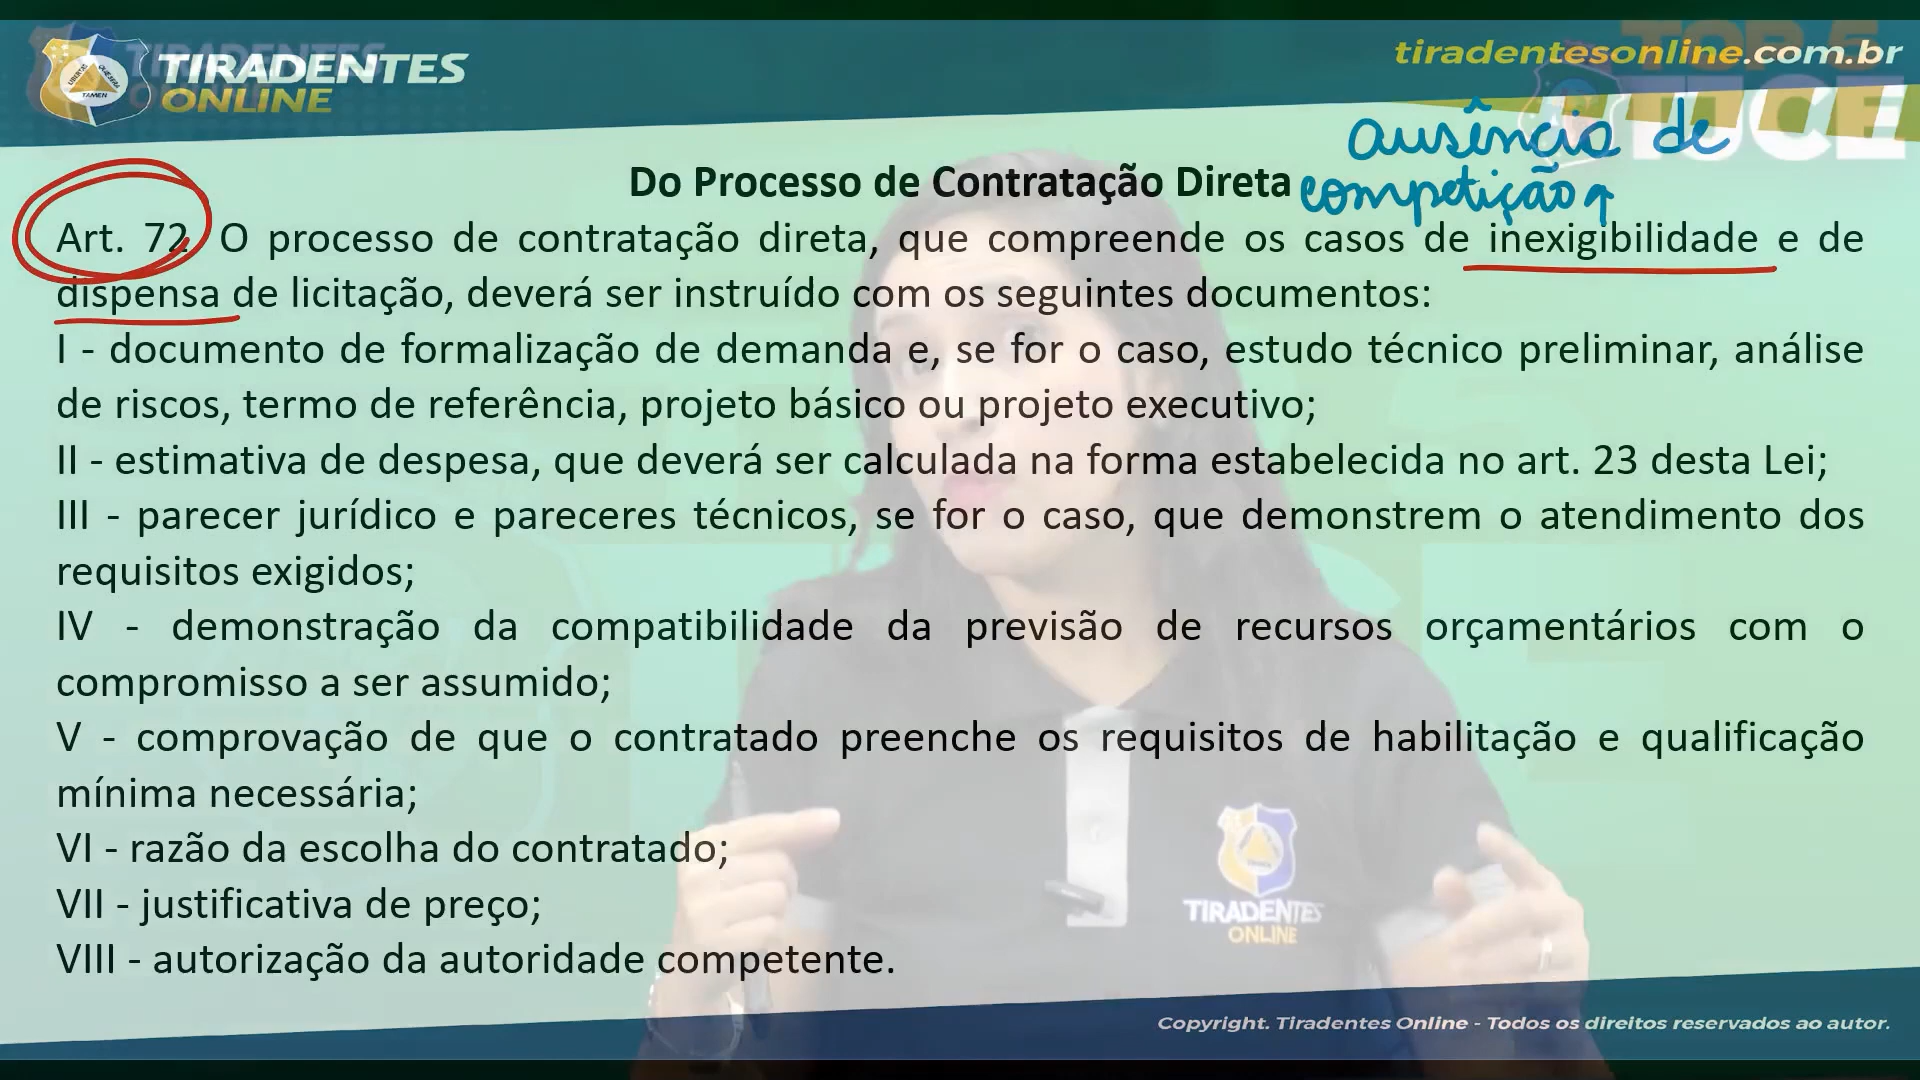 TIRADENTES
ONLINE
tiradentesonline.com.br
TOP 5
TJCE
ausência de
competição
Do Processo de Contratação Direta
Art. 72. O processo de contratação direta, que compreende os casos de inexigibilidade e de
dispensa de licitação, deverá ser instruído com os seguintes documentos:
I - documento de formalização de demanda e, se for o caso, estudo técnico preliminar, análise
de riscos, termo de referência, projeto básico ou projeto executivo;
II - estimativa de despesa, que deverá ser calculada na forma estabelecida no art. 23 desta Lei;
III - parecer jurídico e pareceres técnicos, se for o caso, que demonstrem o atendimento dos
requisitos exigidos;
IV - demonstração da compatibilidade da previsão de recursos orçamentários com o
compromisso a ser assumido;
V - comprovação de que o contratado preenche os requisitos de habilitação e qualificação
mínima necessária;
VI - razão da escolha do contratado;
VII - justificativa de preço;
VIII - autorização da autoridade competente.
TIRADENTES
ONLINE
Copyright. Tiradentes Online - Todos os direitos reservados ao autor.